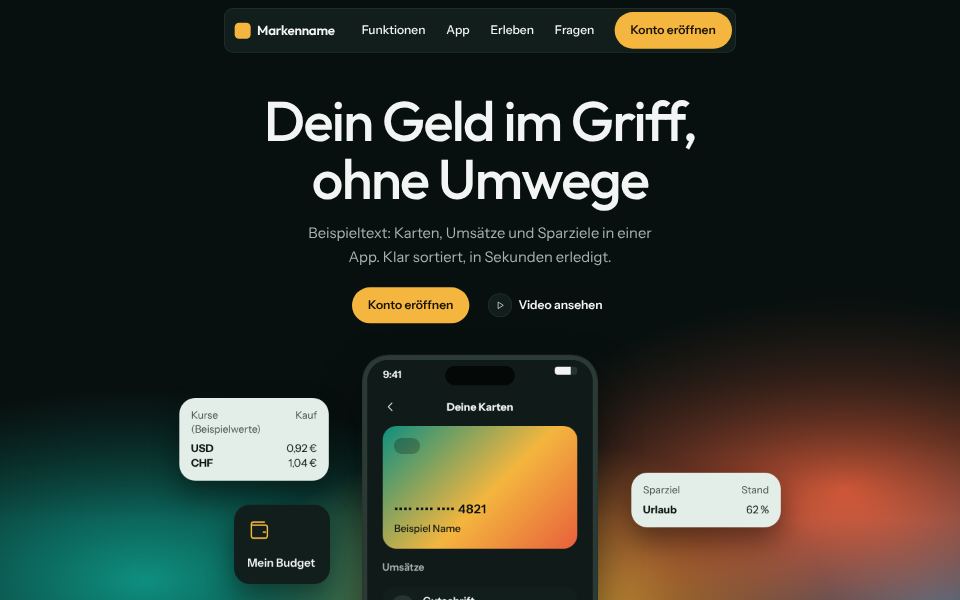 Markenname
Funktionen
App
Erleben
Fragen
Konto eröffnen
Dein Geld im Griff,
ohne Umwege
Beispieltext: Karten, Umsätze und Sparziele in einer
App. Klar sortiert, in Sekunden erledigt.
Konto eröffnen
Video ansehen
9:41
Deine Karten
Kurse
(Beispielwerte)
Kauf
USD 0,92 €
CHF 1,04 €
•••• •••• •••• 4821
Beispiel Name
Sparziel Stand
Urlaub 62 %
Mein Budget
Umsätze
Gutschrift